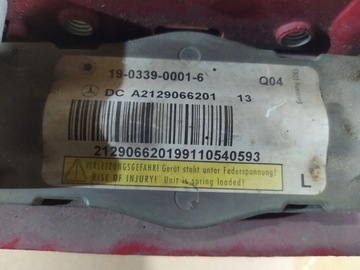 19-0339-0001-6 Q04
DC A2129066201 13
212906620199110540593
VERLETZUNGSGEFAHR! Gerät steht unter Federspannung!
RISC OF INJURY! Unit is spring loaded!
L